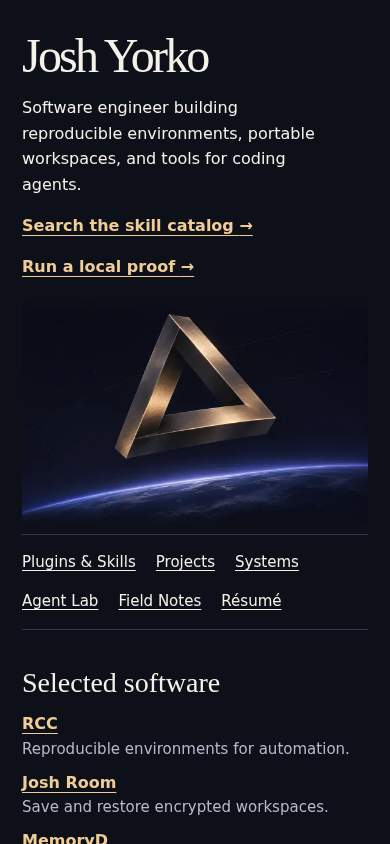 Josh Yorko
Software engineer building
reproducible environments, portable
workspaces, and tools for coding
agents.
Search the skill catalog →
Run a local proof →
Plugins & Skills Projects Systems
Agent Lab Field Notes Résumé
Selected software
RCC
Reproducible environments for automation.
Josh Room
Save and restore encrypted workspaces.
MemoryD